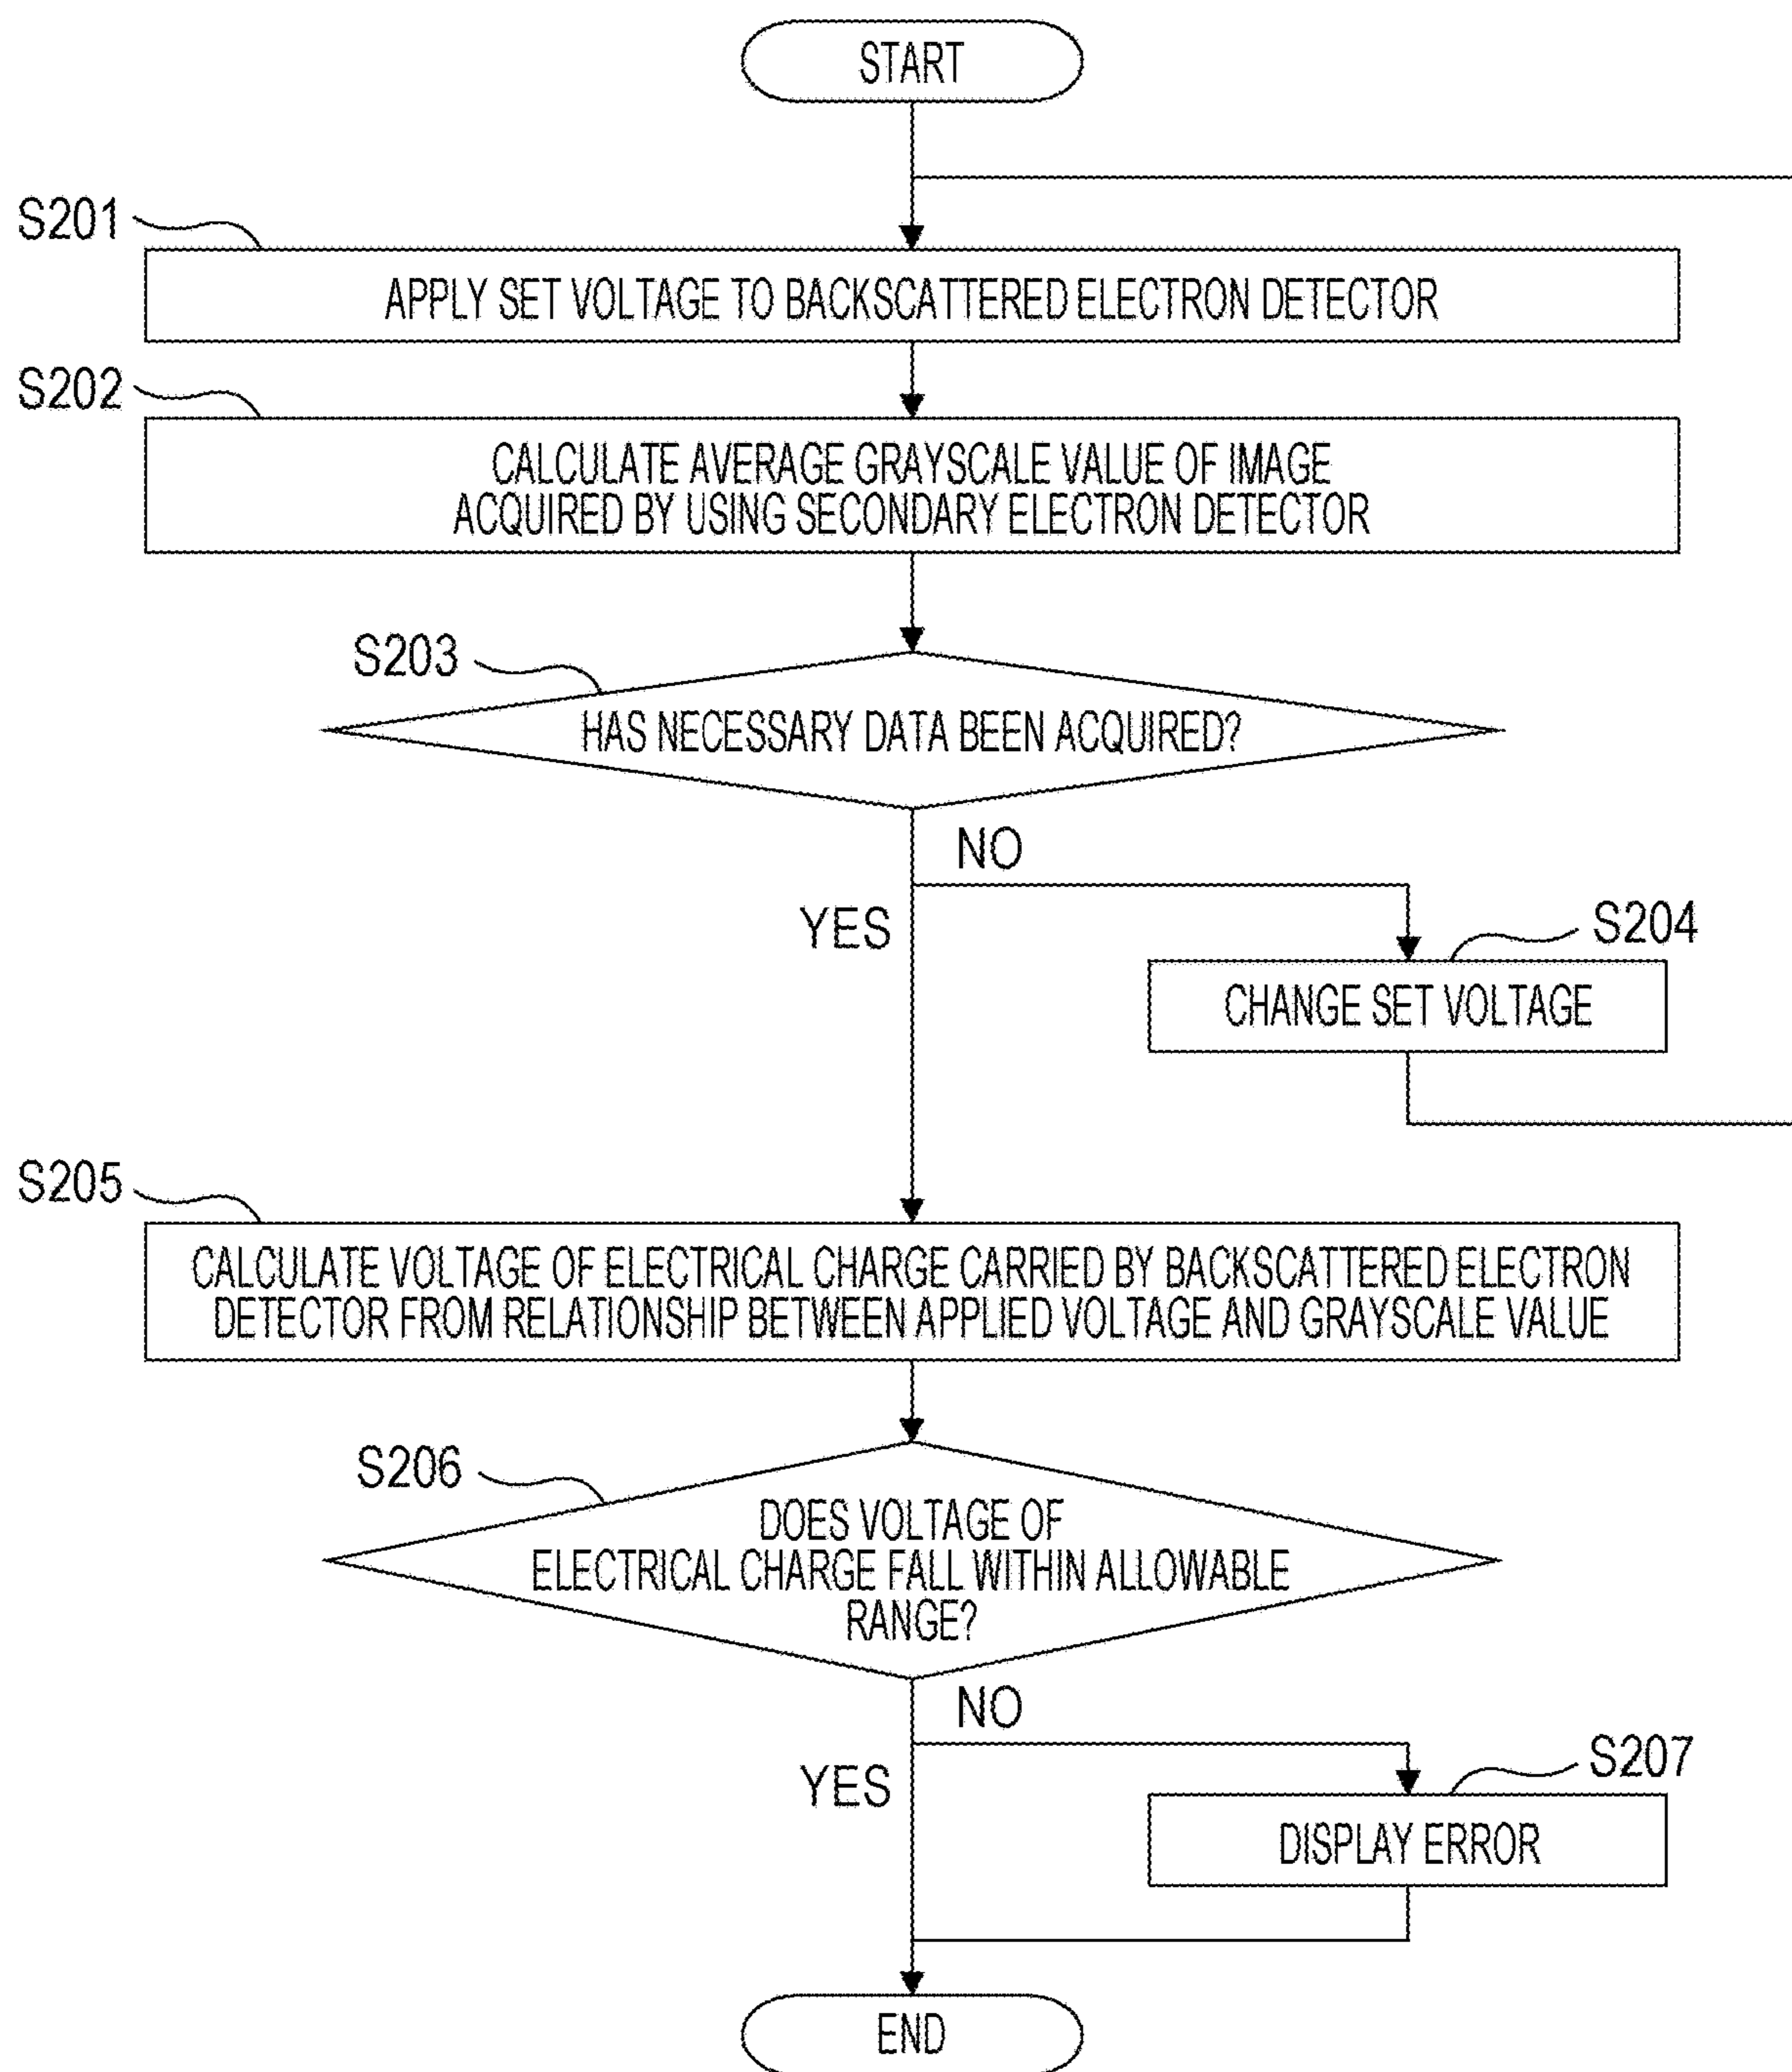 START
S201
APPLY SET VOLTAGE TO BACKSCATTERED ELECTRON DETECTOR
S202
CALCULATE AVERAGE GRAYSCALE VALUE OF IMAGE
ACQUIRED BY USING SECONDARY ELECTRON DETECTOR
S203
HAS NECESSARY DATA BEEN ACQUIRED?
NO
YES
S204
CHANGE SET VOLTAGE
S205
CALCULATE VOLTAGE OF ELECTRICAL CHARGE CARRIED BY BACKSCATTERED ELECTRON
DETECTOR FROM RELATIONSHIP BETWEEN APPLIED VOLTAGE AND GRAYSCALE VALUE
S206
DOES VOLTAGE OF
ELECTRICAL CHARGE FALL WITHIN ALLOWABLE
RANGE?
NO
YES
S207
DISPLAY ERROR
END